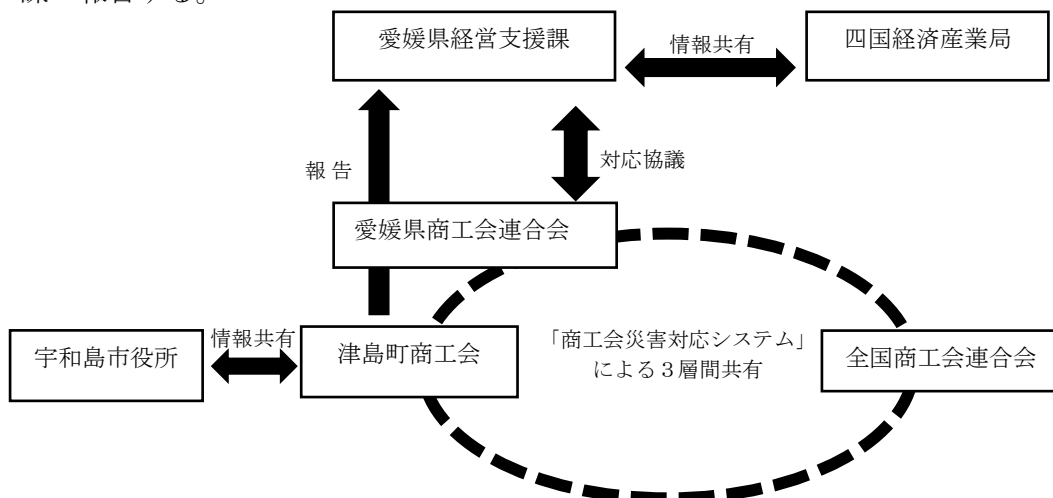 報告する。
愛媛県経営支援課
情報共有
四国経済産業局
報 告
対応協議
愛媛県商工会連合会
宇和島市役所
情報共有
津島町商工会
「商工会災害対応システム」
による３層間共有
全国商工会連合会